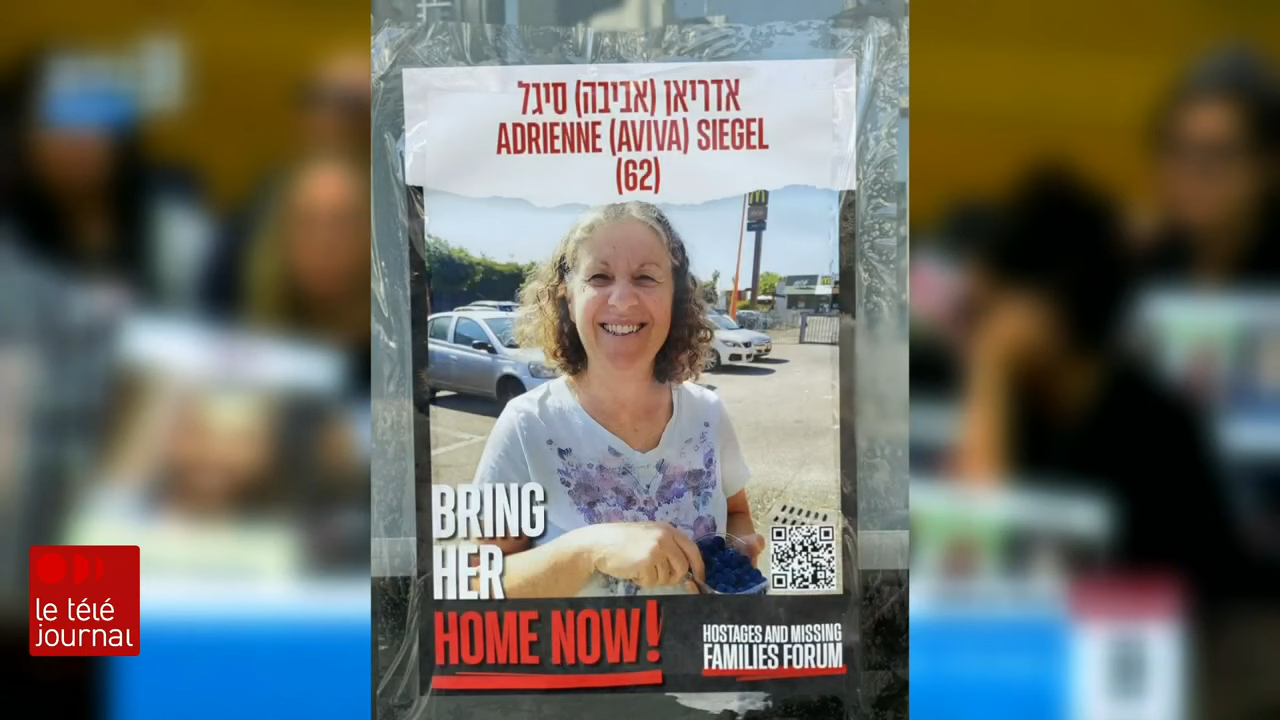 אדריאן (אביבה) סיגל
ADRIENNE (AVIVA) SIEGEL
(62)
BRING
HER
HOME NOW!
HOSTAGES AND MISSING
FAMILIES FORUM
le télé
journal